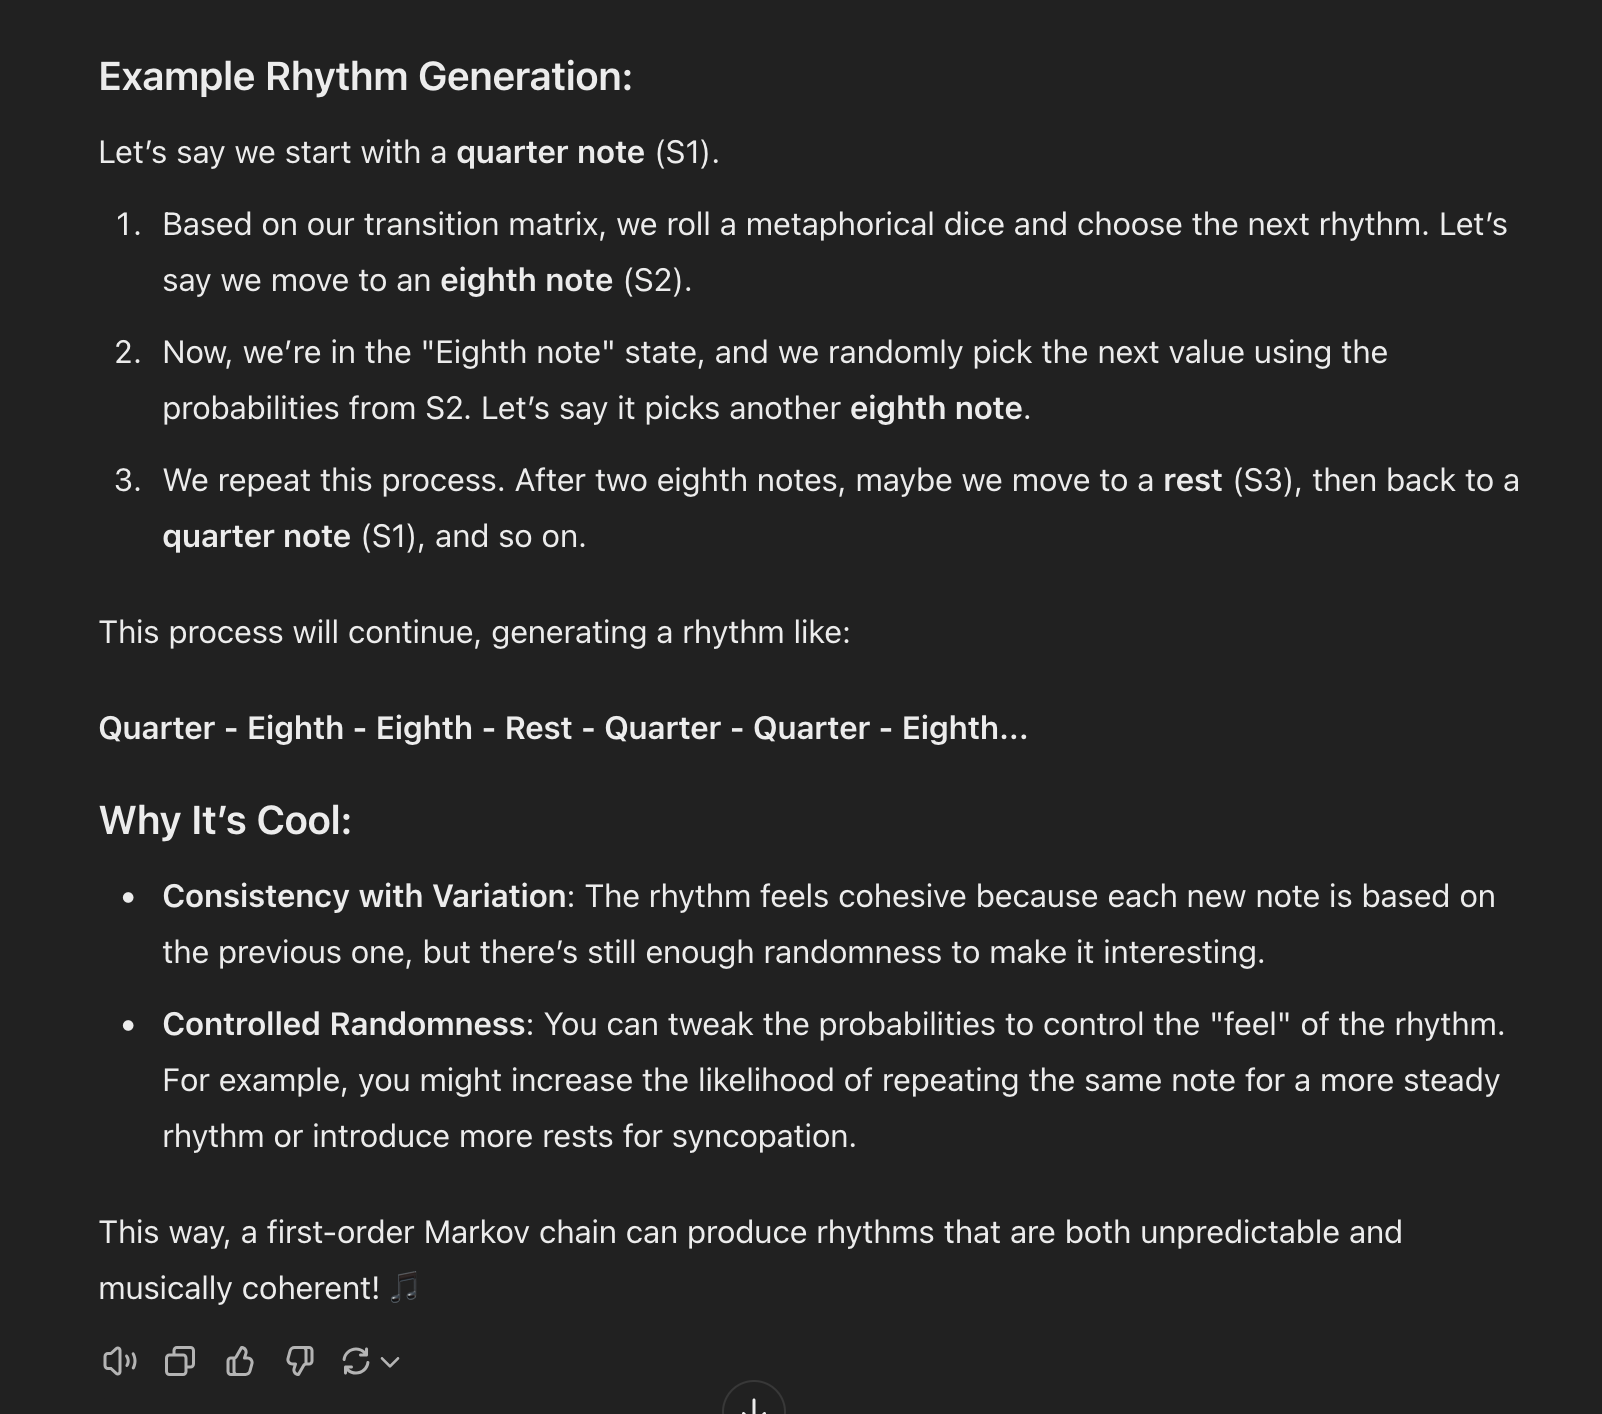 Example Rhythm Generation:
Let’s say we start with a quarter note (S1).
1. Based on our transition matrix, we roll a metaphorical dice and choose the next rhythm. Let’s
say we move to an eighth note (S2).
2. Now, we’re in the "Eighth note" state, and we randomly pick the next value using the
probabilities from S2. Let’s say it picks another eighth note.
3. We repeat this process. After two eighth notes, maybe we move to a rest (S3), then back to a
quarter note (S1), and so on.
This process will continue, generating a rhythm like:
Quarter - Eighth - Eighth - Rest - Quarter - Quarter - Eighth...
Why It’s Cool:
• Consistency with Variation: The rhythm feels cohesive because each new note is based on
the previous one, but there’s still enough randomness to make it interesting.
• Controlled Randomness: You can tweak the probabilities to control the "feel" of the rhythm.
For example, you might increase the likelihood of repeating the same note for a more steady
rhythm or introduce more rests for syncopation.
This way, a first-order Markov chain can produce rhythms that are both unpredictable and
musically coherent! 🎵